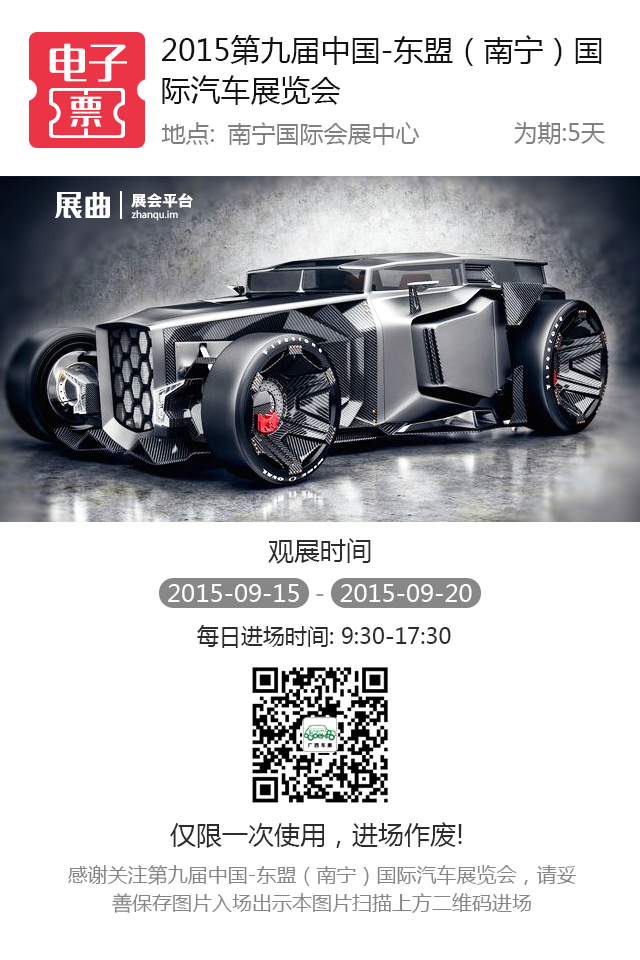 电子
票
2015第九届中国-东盟（南宁）国
际汽车展览会
地点: 南宁国际会展中心
为期:5天
展曲 | 展会平台
zhanqu.im
FIRESTONE
观展时间
2015-09-15 - 2015-09-20
每日进场时间: 9:30-17:30
广西车展
仅限一次使用，进场作废!
感谢关注第九届中国-东盟（南宁）国际汽车展览会，请妥
善保存图片入场出示本图片扫描上方二维码进场